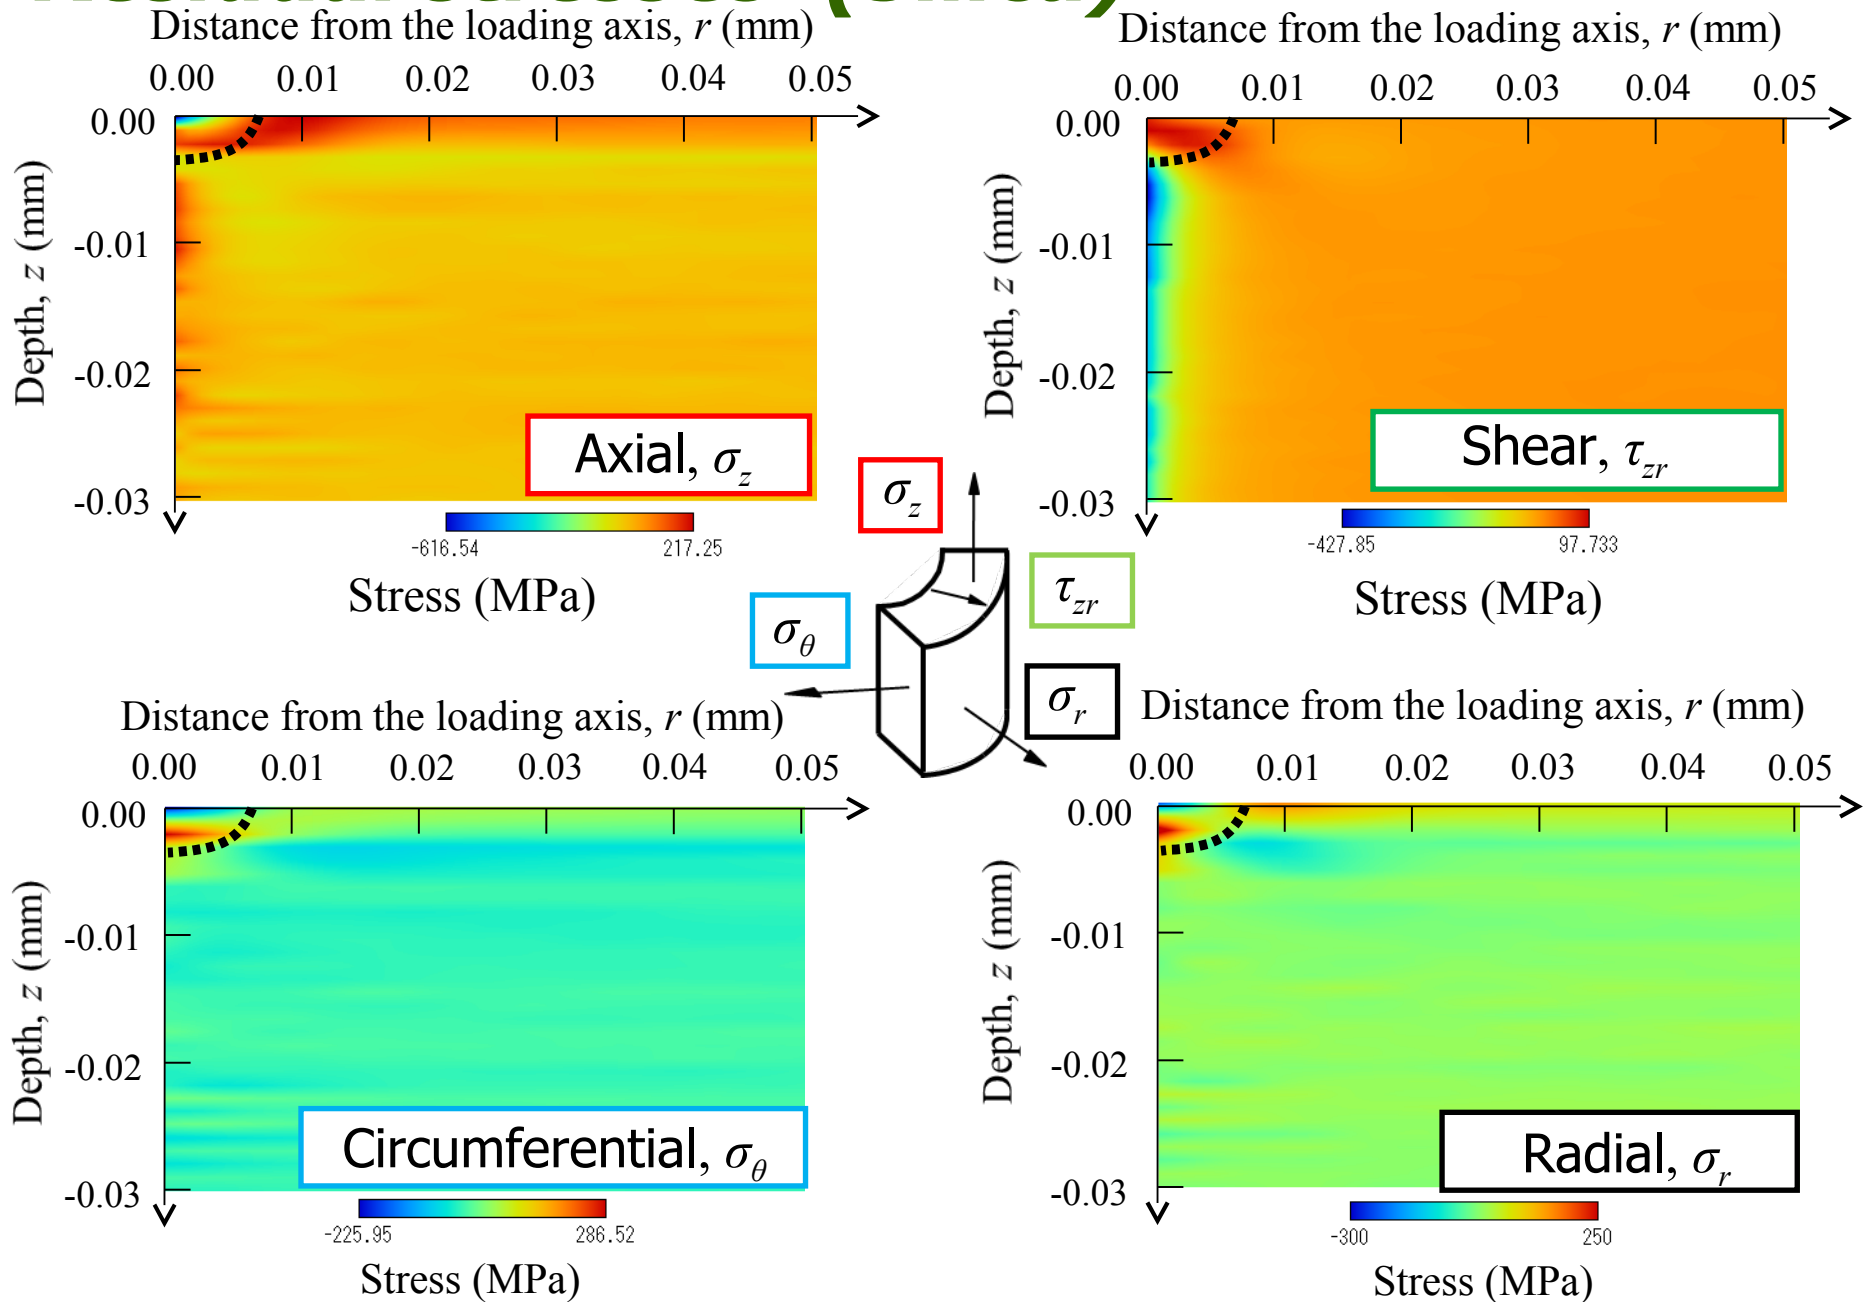 Distance from the loading axis, r (mm)
0.00 0.01 0.02 0.03 0.04 0.05
0.00
-0.01
-0.02
-0.03
Depth, z (mm)
Axial, σz
-616.54 217.25
Stress (MPa)
Distance from the loading axis, r (mm)
0.00 0.01 0.02 0.03 0.04 0.05
0.00
-0.01
-0.02
-0.03
Depth, z (mm)
Shear, τzr
-427.85 97.733
Stress (MPa)
σz
τzr
σθ
σr
Distance from the loading axis, r (mm)
0.00 0.01 0.02 0.03 0.04 0.05
0.00
-0.01
-0.02
-0.03
Depth, z (mm)
Circumferential, σθ
-225.95 286.52
Stress (MPa)
Distance from the loading axis, r (mm)
0.00 0.01 0.02 0.03 0.04 0.05
0.00
-0.01
-0.02
-0.03
Depth, z (mm)
Radial, σr
-300 250
Stress (MPa)